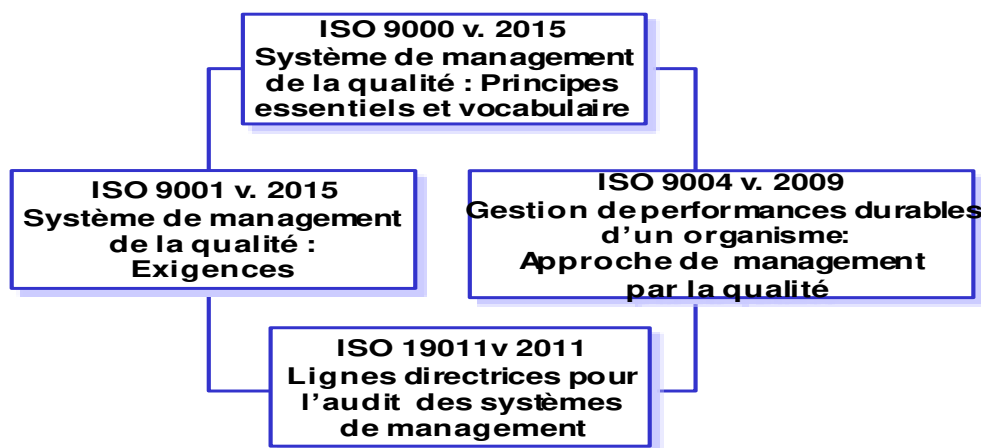 ISO 9000 v. 2015
Système de management
de la qualité : Principes
essentiels et vocabulaire
ISO 9001 v. 2015
Système de management
de la qualité :
Exigences
ISO 9004 v. 2009
Gestion de performances durables
d’un organisme:
Approche de management
par la qualité
ISO 19011v 2011
Lignes directrices pour
l’audit des systèmes
de management